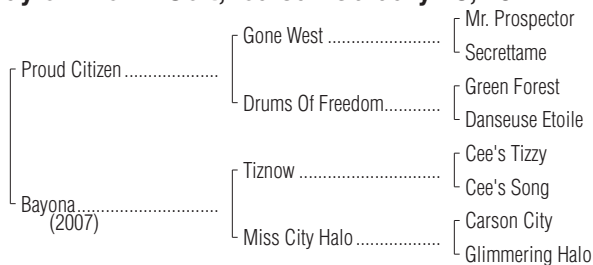 Mr. Prospector
Gone West ........................
Secrettame
Proud Citizen ....................
Green Forest
Drums Of Freedom............
Danseuse Etoile
Cee's Tizzy
Tiznow ..............................
Cee's Song
Bayona..............................
(2007)
Carson City
Miss City Halo .................
Glimmering Halo